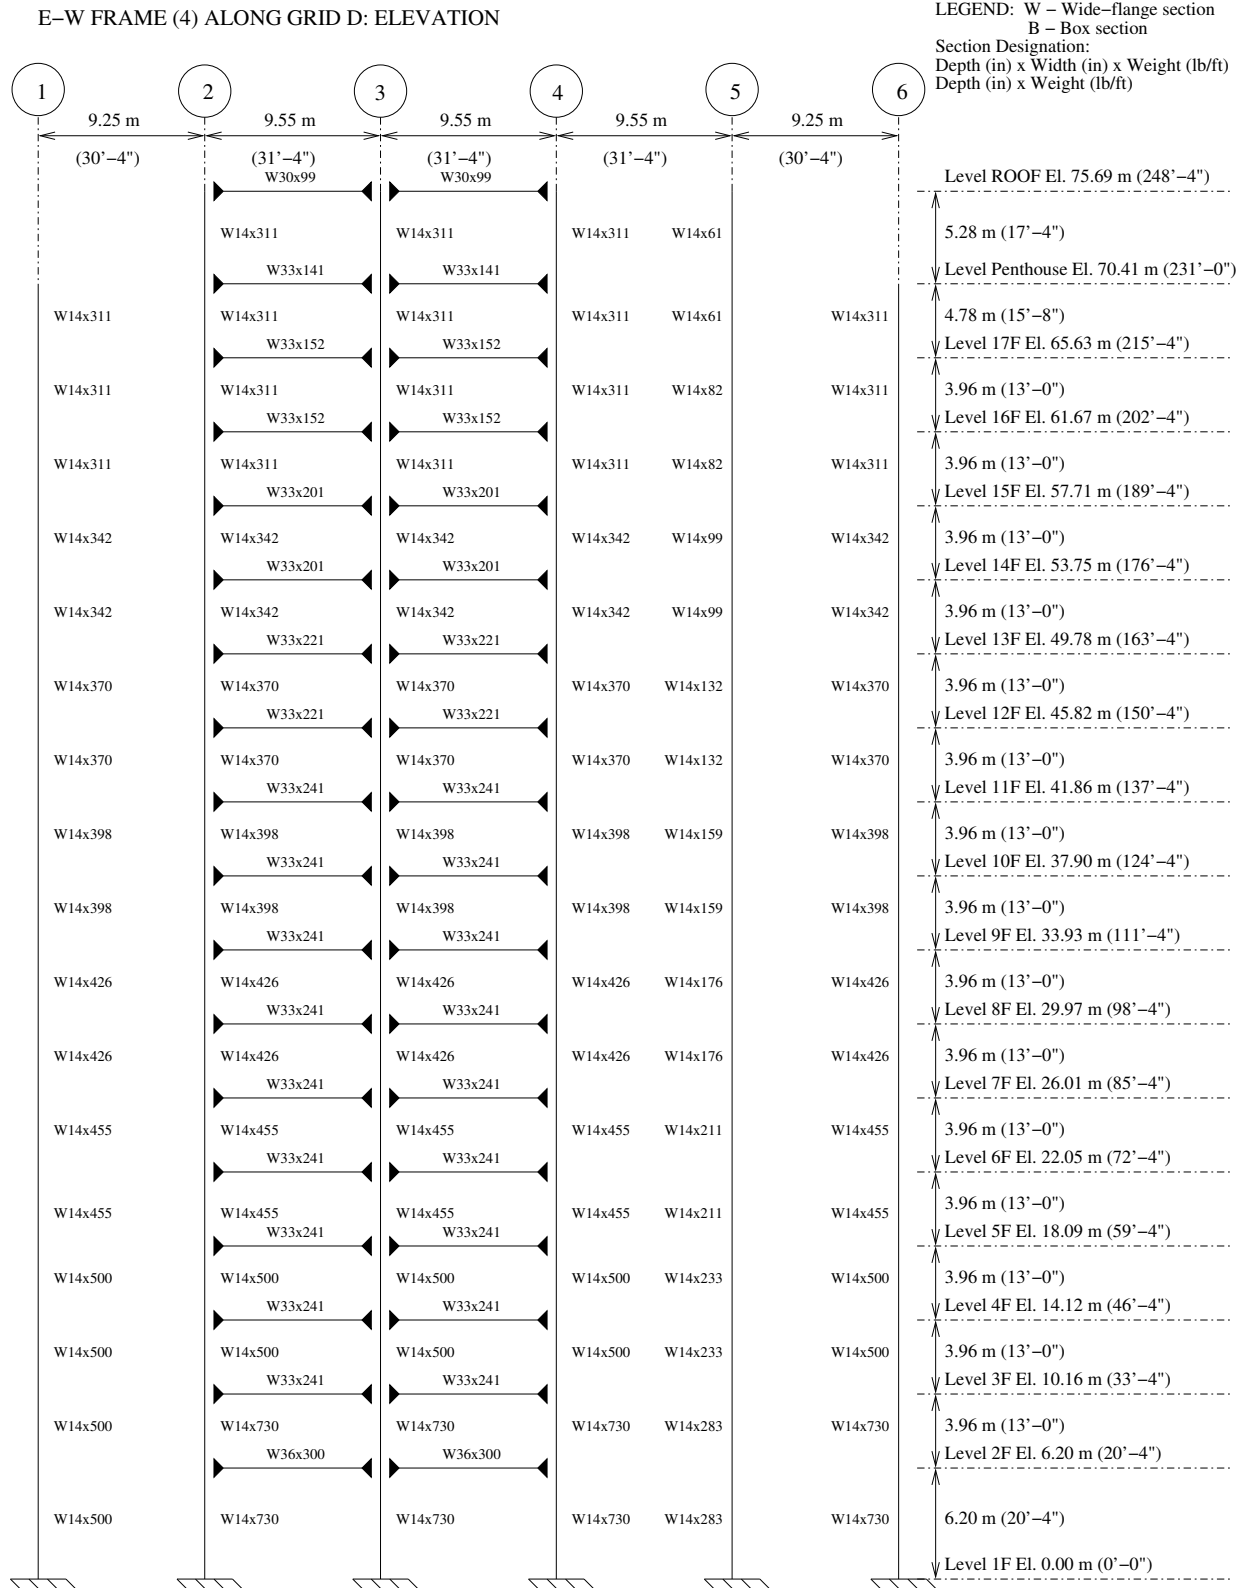 E−W FRAME (4) ALONG GRID D: ELEVATION
LEGEND: W − Wide−flange section
B − Box section
Section Designation:
Depth (in) x Width (in) x Weight (lb/ft)
Depth (in) x Weight (lb/ft)
1 2 3 4 5 6
9.25 m 9.55 m 9.55 m 9.55 m 9.25 m
(30’−4") (31’−4") (31’−4") (31’−4") (30’−4")
W30x99 W30x99 Level ROOF El. 75.69 m (248’−4")
W14x311 W14x311 W14x311 W14x61 5.28 m (17’−4")
W33x141 W33x141 Level Penthouse El. 70.41 m (231’−0")
W14x311 W14x311 W14x311 W14x311 W14x61 W14x311 4.78 m (15’−8")
W33x152 W33x152 Level 17F El. 65.63 m (215’−4")
W14x311 W14x311 W14x311 W14x311 W14x82 W14x311 3.96 m (13’−0")
W33x152 W33x152 Level 16F El. 61.67 m (202’−4")
W14x311 W14x311 W14x311 W14x311 W14x82 W14x311 3.96 m (13’−0")
W33x201 W33x201 Level 15F El. 57.71 m (189’−4")
W14x342 W14x342 W14x342 W14x342 W14x99 W14x342 3.96 m (13’−0")
W33x201 W33x201 Level 14F El. 53.75 m (176’−4")
W14x342 W14x342 W14x342 W14x342 W14x99 W14x342 3.96 m (13’−0")
W33x221 W33x221 Level 13F El. 49.78 m (163’−4")
W14x370 W14x370 W14x370 W14x370 W14x132 W14x370 3.96 m (13’−0")
W33x221 W33x221 Level 12F El. 45.82 m (150’−4")
W14x370 W14x370 W14x370 W14x370 W14x132 W14x370 3.96 m (13’−0")
W33x241 W33x241 Level 11F El. 41.86 m (137’−4")
W14x398 W14x398 W14x398 W14x398 W14x159 W14x398 3.96 m (13’−0")
W33x241 W33x241 Level 10F El. 37.90 m (124’−4")
W14x398 W14x398 W14x398 W14x398 W14x159 W14x398 3.96 m (13’−0")
W33x241 W33x241 Level 9F El. 33.93 m (111’−4")
W14x426 W14x426 W14x426 W14x426 W14x176 W14x426 3.96 m (13’−0")
W33x241 W33x241 Level 8F El. 29.97 m (98’−4")
W14x426 W14x426 W14x426 W14x426 W14x176 W14x426 3.96 m (13’−0")
W33x241 W33x241 Level 7F El. 26.01 m (85’−4")
W14x455 W14x455 W14x455 W14x455 W14x211 W14x455 3.96 m (13’−0")
W33x241 W33x241 Level 6F El. 22.05 m (72’−4")
W14x455 W14x455 W14x455 W14x455 W14x211 W14x455 3.96 m (13’−0")
W33x241 W33x241 Level 5F El. 18.09 m (59’−4")
W14x500 W14x500 W14x500 W14x500 W14x233 W14x500 3.96 m (13’−0")
W33x241 W33x241 Level 4F El. 14.12 m (46’−4")
W14x500 W14x500 W14x500 W14x500 W14x233 W14x500 3.96 m (13’−0")
W33x241 W33x241 Level 3F El. 10.16 m (33’−4")
W14x500 W14x730 W14x730 W14x730 W14x283 W14x730 3.96 m (13’−0")
W36x300 W36x300 Level 2F El. 6.20 m (20’−4")
W14x500 W14x730 W14x730 W14x730 W14x283 W14x730 6.20 m (20’−4")
Level 1F El. 0.00 m (0’−0")